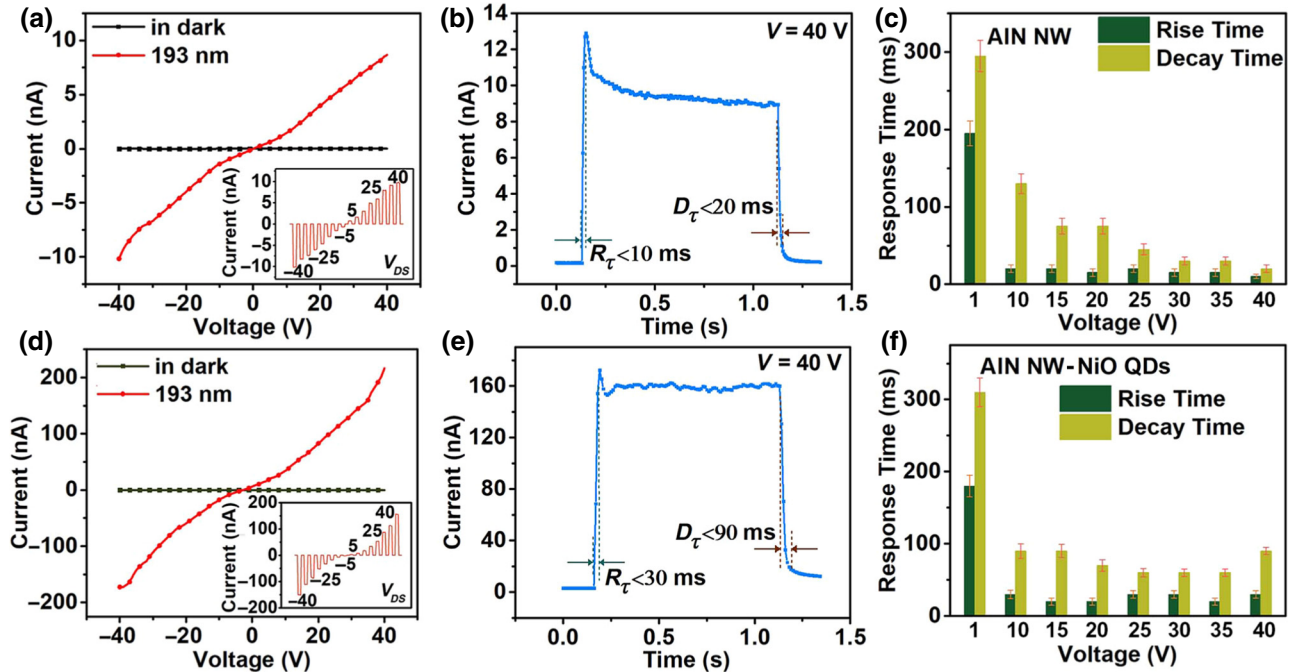 (a)
in dark
193 nm
Current (nA)
10
5
0
−5
−10
−40
−20
0
20
40
Voltage (V)
Current (nA)
10
5
0
−5
−10
40
25
5
−5
−25
−40
V_DS
(b)
V = 40 V
Current (nA)
14
12
10
8
6
4
2
0
R_τ<10 ms
D_τ<20 ms
0.0
0.5
1.0
1.5
Time (s)
(c)
AlN NW
Rise Time
Decay Time
Response Time (ms)
300
200
100
0
1
10
15
20
25
30
35
40
Voltage (V)
(d)
in dark
193 nm
Current (nA)
200
100
0
−100
−200
−40
−20
0
20
40
Voltage (V)
Current (nA)
200
100
50
0
−50
−100
−200
40
25
5
−5
−25
−40
V_DS
(e)
V = 40 V
Current (nA)
160
120
80
40
0
R_τ<30 ms
D_τ<90 ms
0.0
0.5
1.0
1.5
Time (s)
(f)
AlN NW-NiO QDs
Rise Time
Decay Time
Response Time (ms)
300
200
100
0
1
10
15
20
25
30
35
40
Voltage (V)